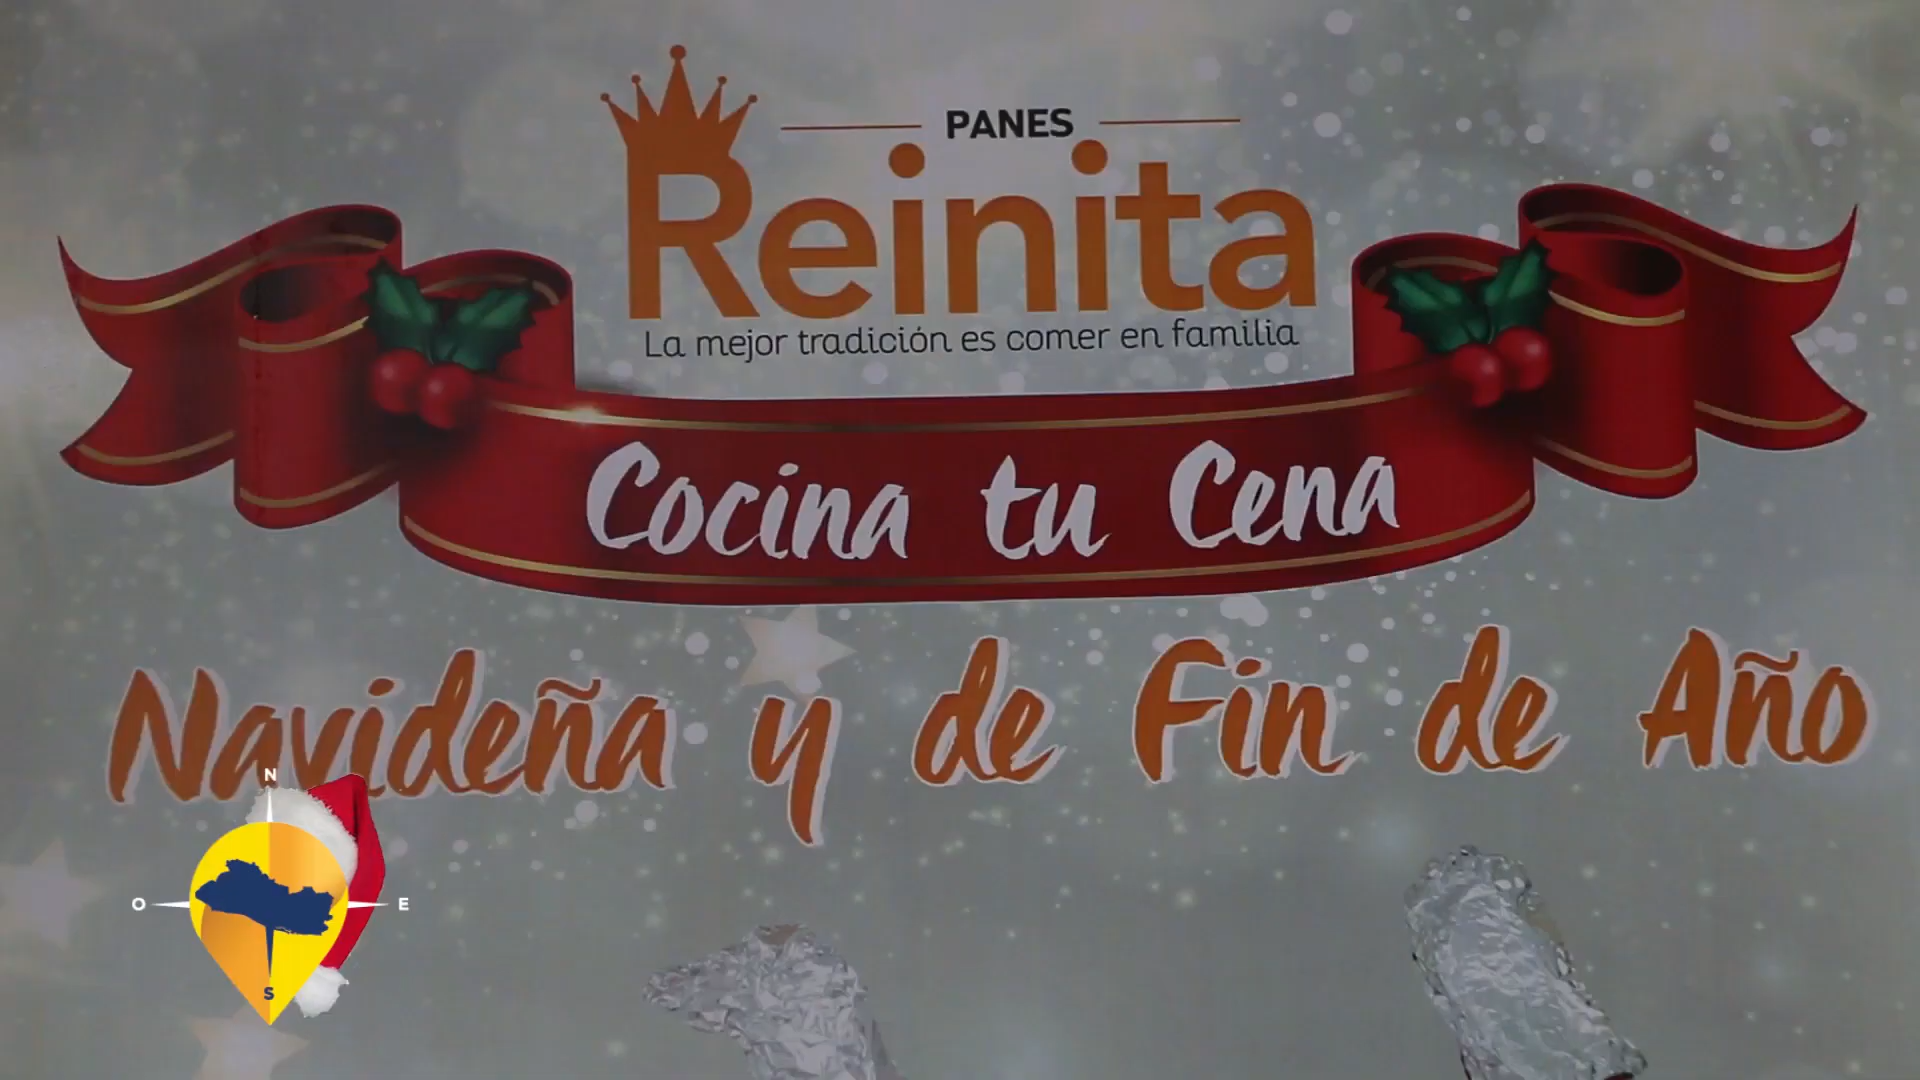 PANES
Reinita
La mejor tradición es comer en familia
Cocina tu Cena
Navideña y de Fin de Año
N
O E
S